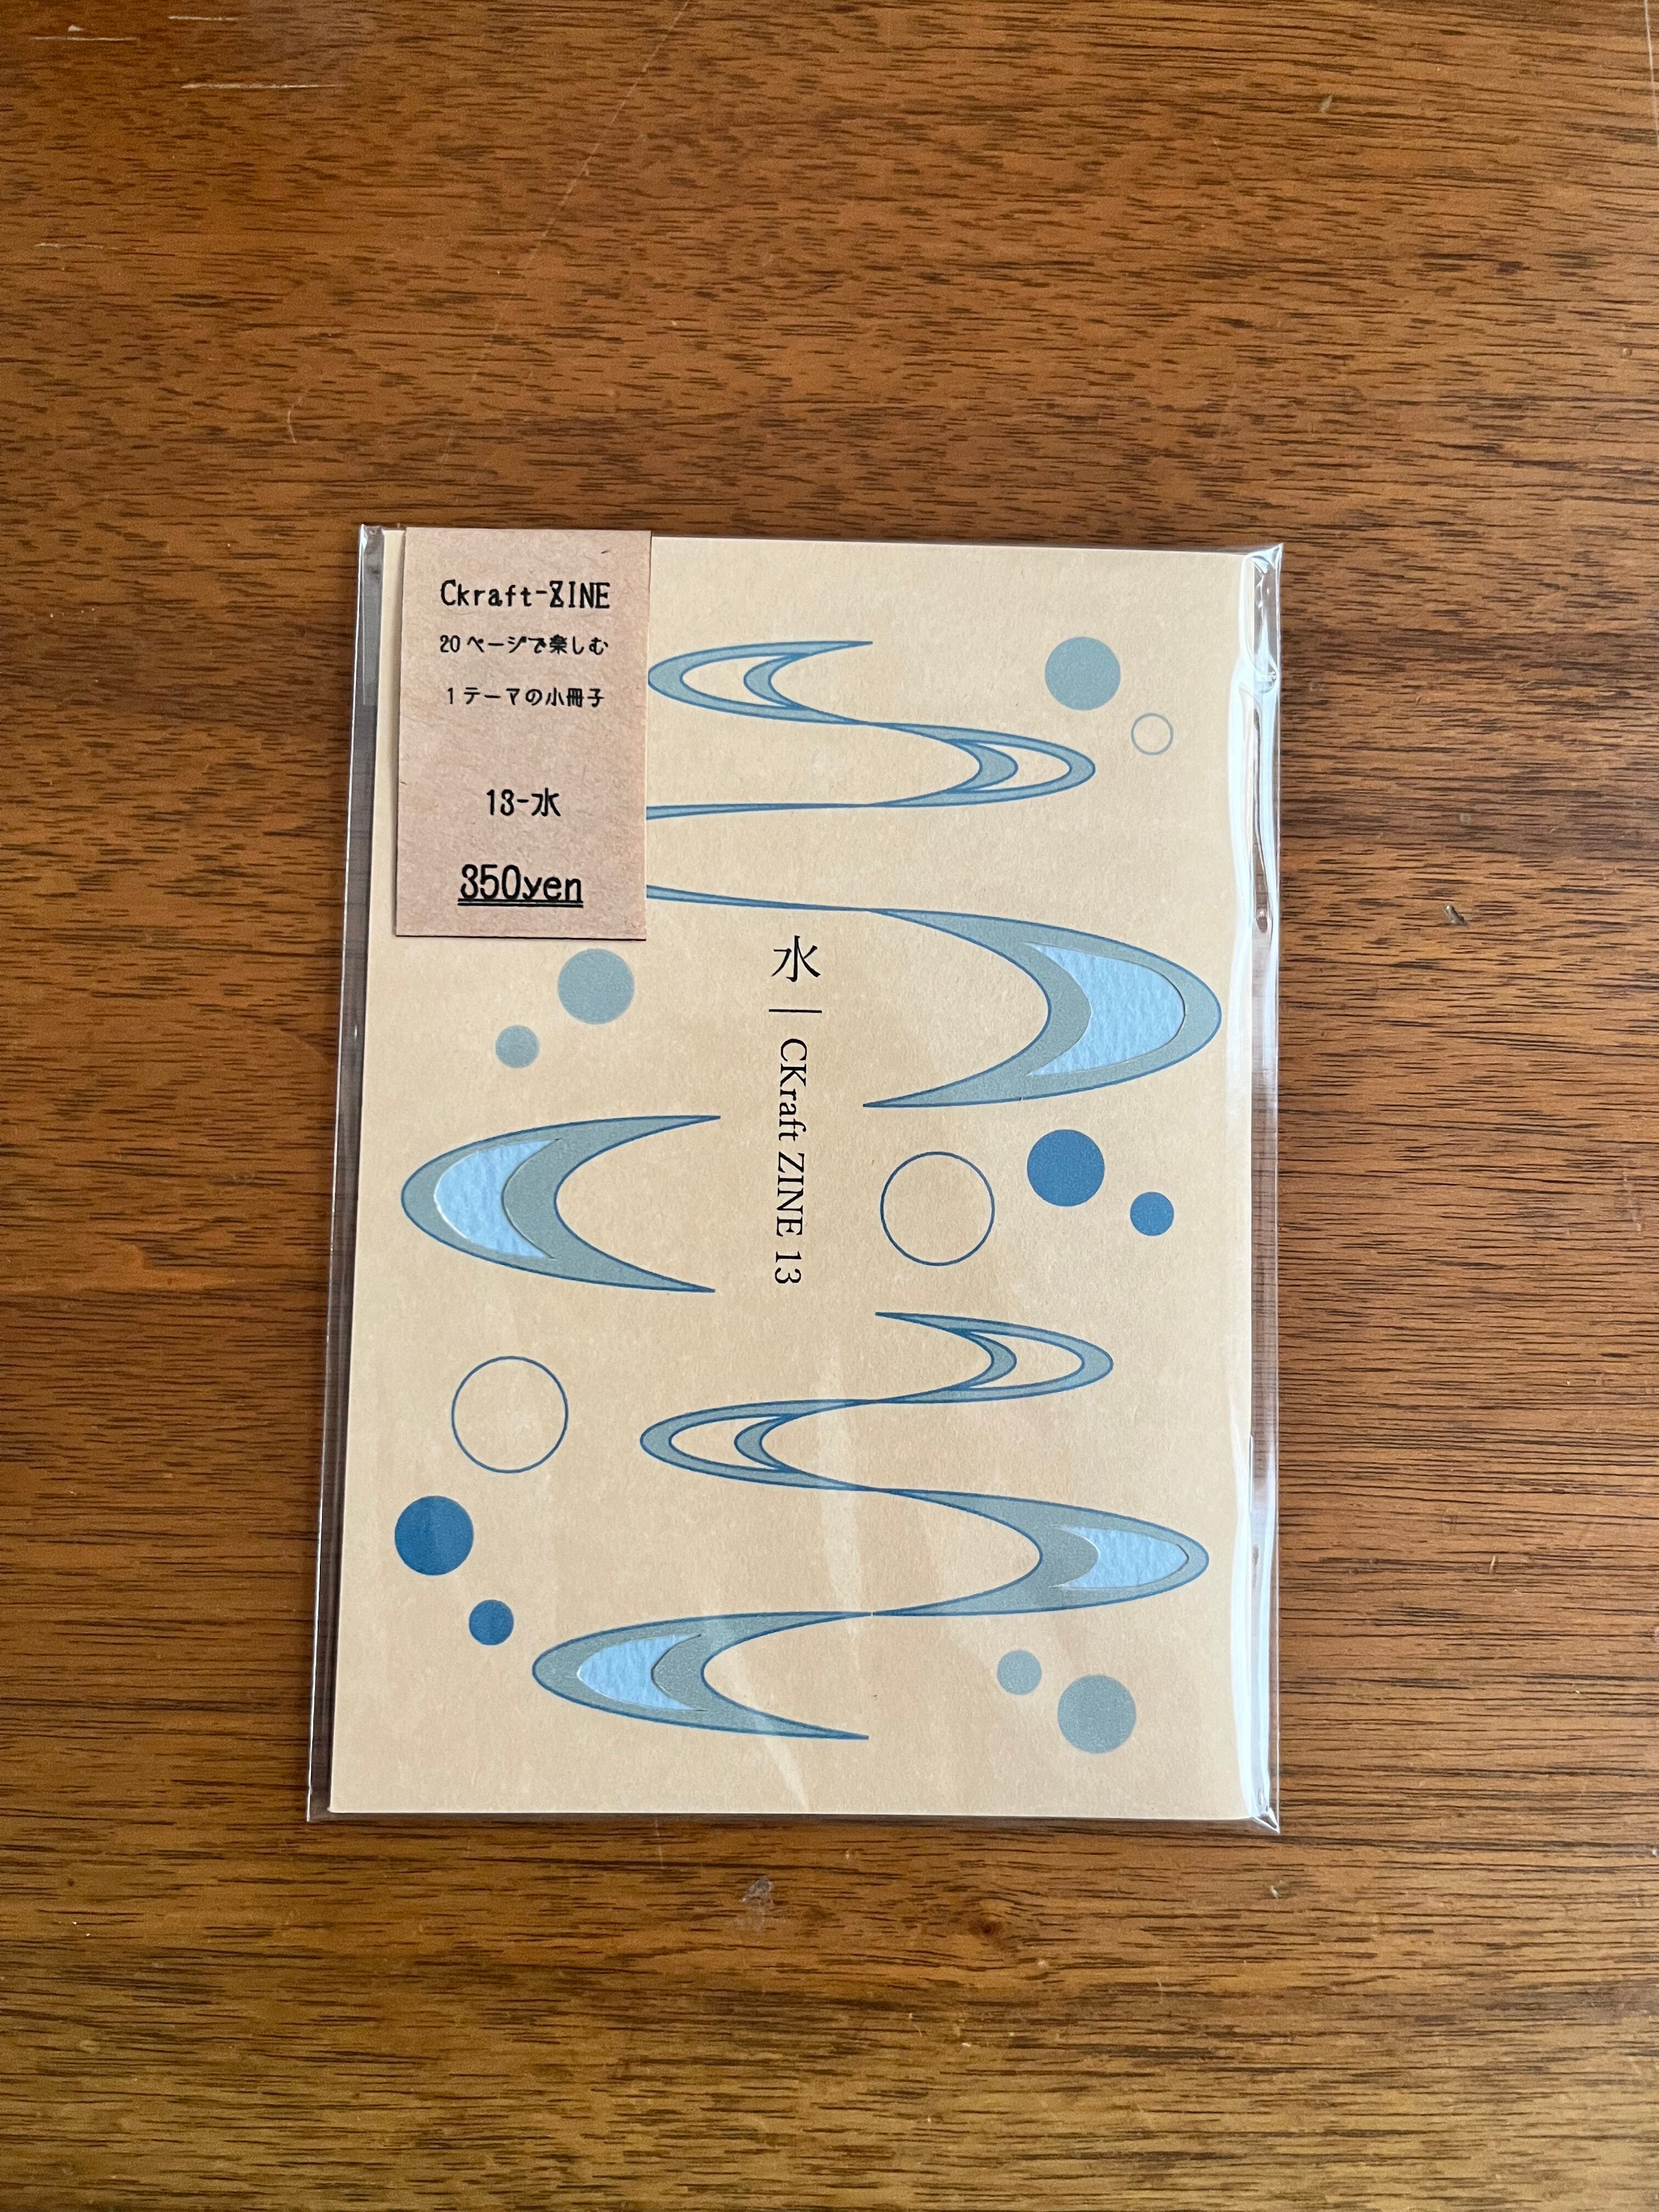 Ckraft-ZINE
20ページで楽しむ
1テーマの小冊子
13-水
350yen
水｜CKraft ZINE 13